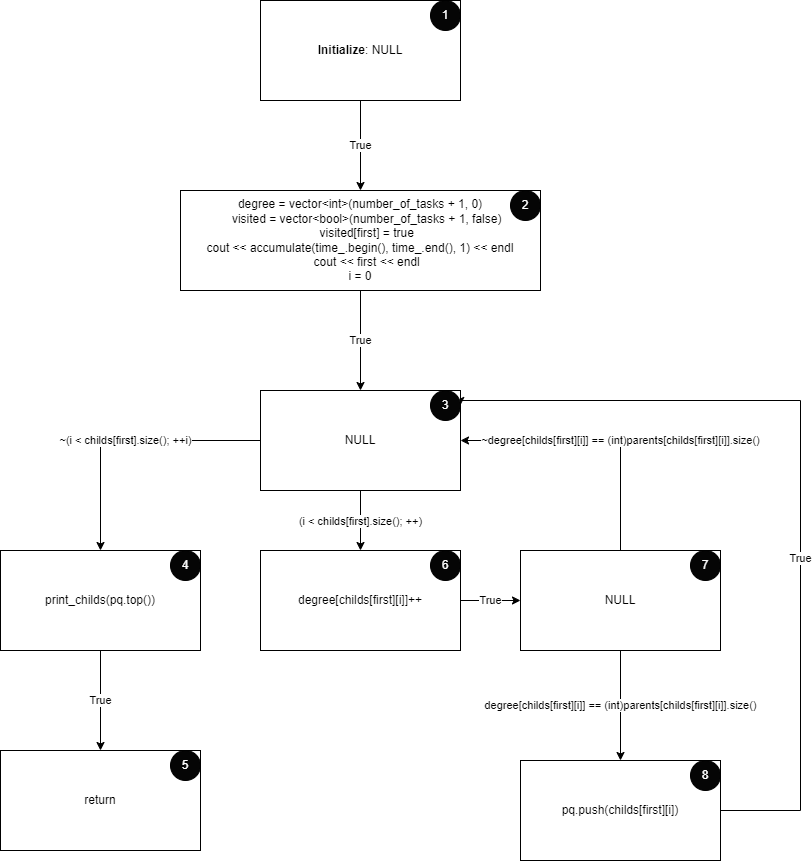 1
Initialize: NULL
True
2
degree = vector<int>(number_of_tasks + 1, 0)
visited = vector<bool>(number_of_tasks + 1, false)
visited[first] = true
cout << accumulate(time_.begin(), time_.end(), 1) << endl
cout << first << endl
i = 0
True
3
NULL
~(i < childs[first].size(); ++i)
~degree[childs[first][i]] == (int)parents[childs[first][i]].size()
(i < childs[first].size(); ++)
4
print_childs(pq.top())
6
degree[childs[first][i]]++
True
7
NULL
True
True
degree[childs[first][i]] == (int)parents[childs[first][i]].size()
5
return
8
pq.push(childs[first][i])